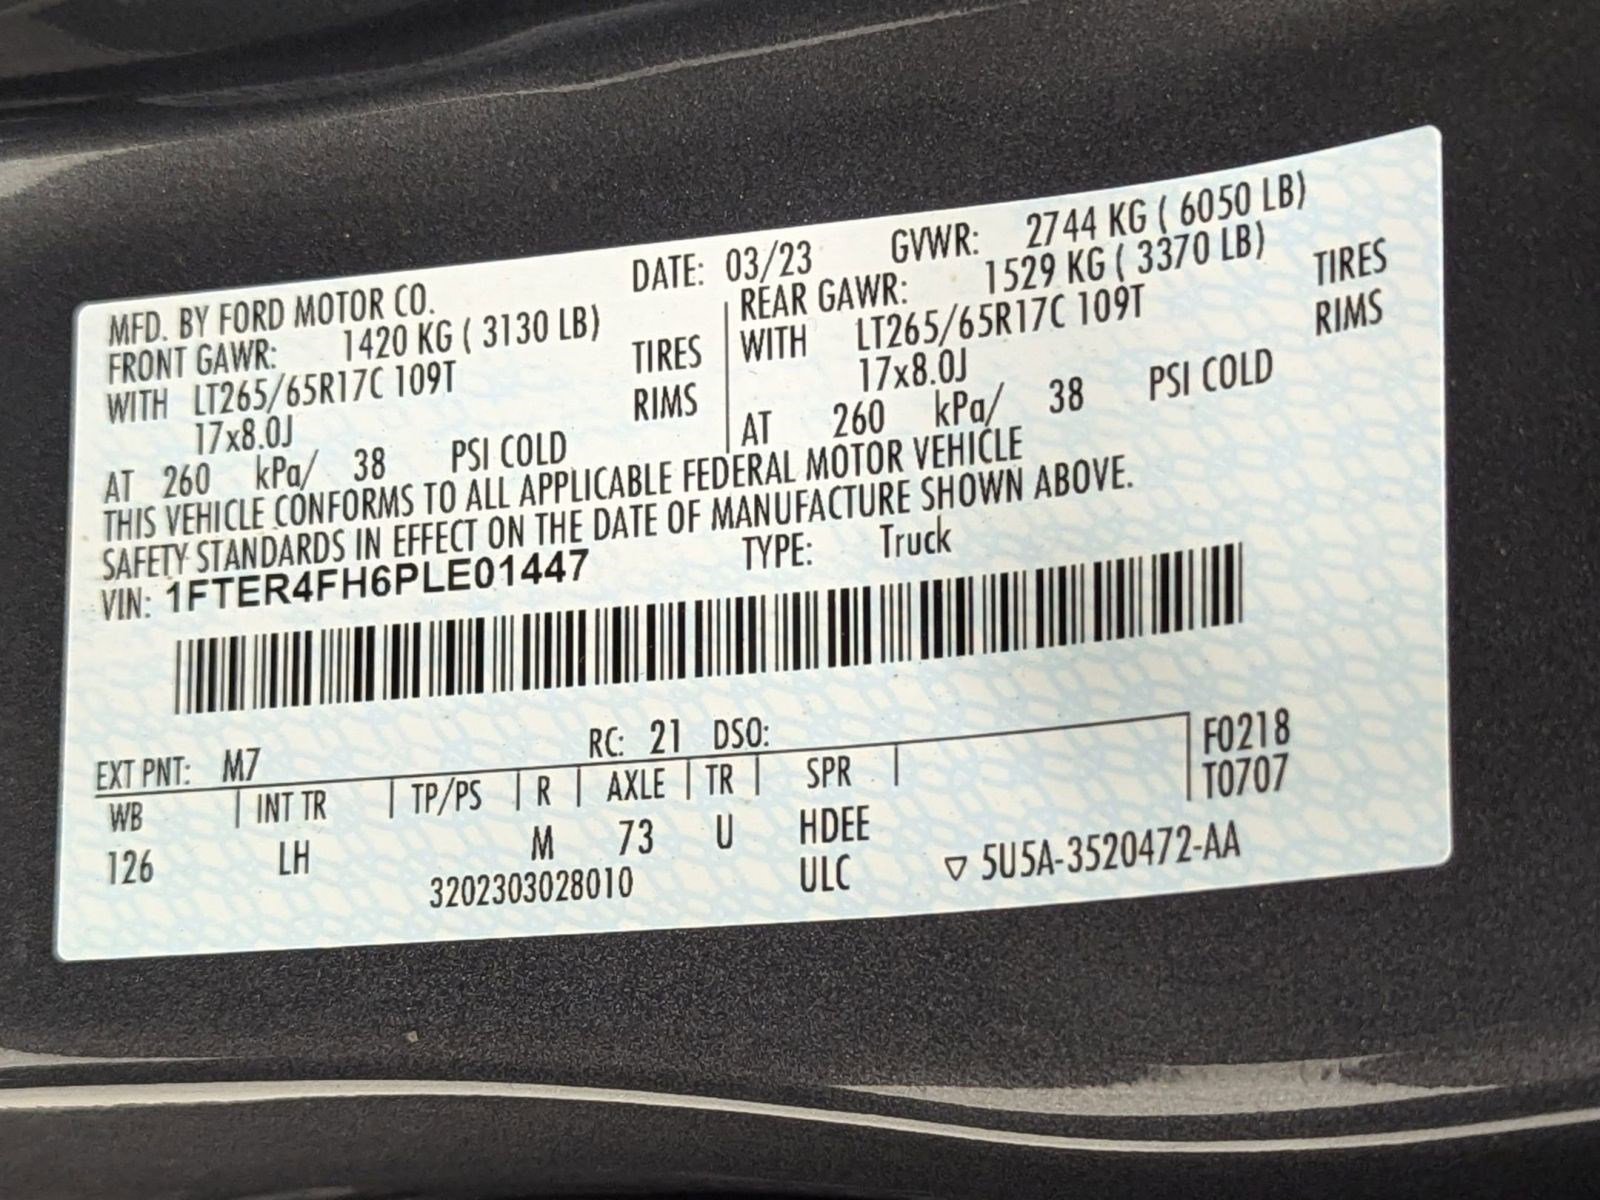 MFD. BY FORD MOTOR CO. DATE: 03/23 GVWR: 2744 KG ( 6050 LB)
FRONT GAWR: 1420 KG ( 3130 LB) REAR GAWR: 1529 KG ( 3370 LB)
WITH LT265/65R17C 109T TIRES WITH LT265/65R17C 109T TIRES
17x8.0J RIMS 17x8.0J RIMS
AT 260 kPa/ 38 PSI COLD AT 260 kPa/ 38 PSI COLD
THIS VEHICLE CONFORMS TO ALL APPLICABLE FEDERAL MOTOR VEHICLE
SAFETY STANDARDS IN EFFECT ON THE DATE OF MANUFACTURE SHOWN ABOVE.
VIN: 1FTER4FH6PLE01447 TYPE: Truck
EXT PNT: M7 RC: 21 DSO: F0218
WB INT TR TP/PS R AXLE TR SPR T0707
126 LH M 73 U HDEE
3202303028010 ULC ▽ 5U5A-3520472-AA